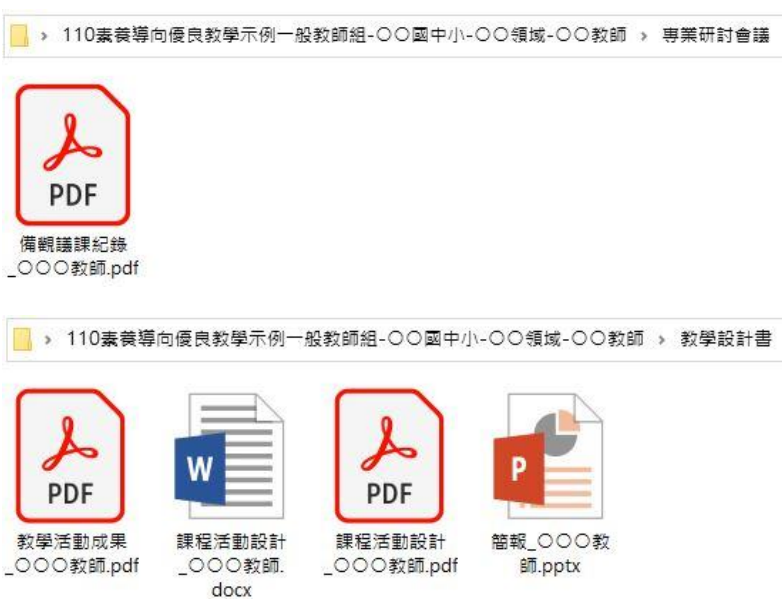 › 110素養導向優良教學示例一般教師組-○○國中小-○○領域-○○教師 › 專業研討會議
PDF
備觀議課紀錄
_○○○教師.pdf
› 110素養導向優良教學示例一般教師組-○○國中小-○○領域-○○教師 › 教學設計書
PDF
W
PDF
P
教學活動成果
_○○○教師.pdf
課程活動設計
_○○○教師.
docx
課程活動設計
_○○○教師.pdf
簡報_○○○教
師.pptx